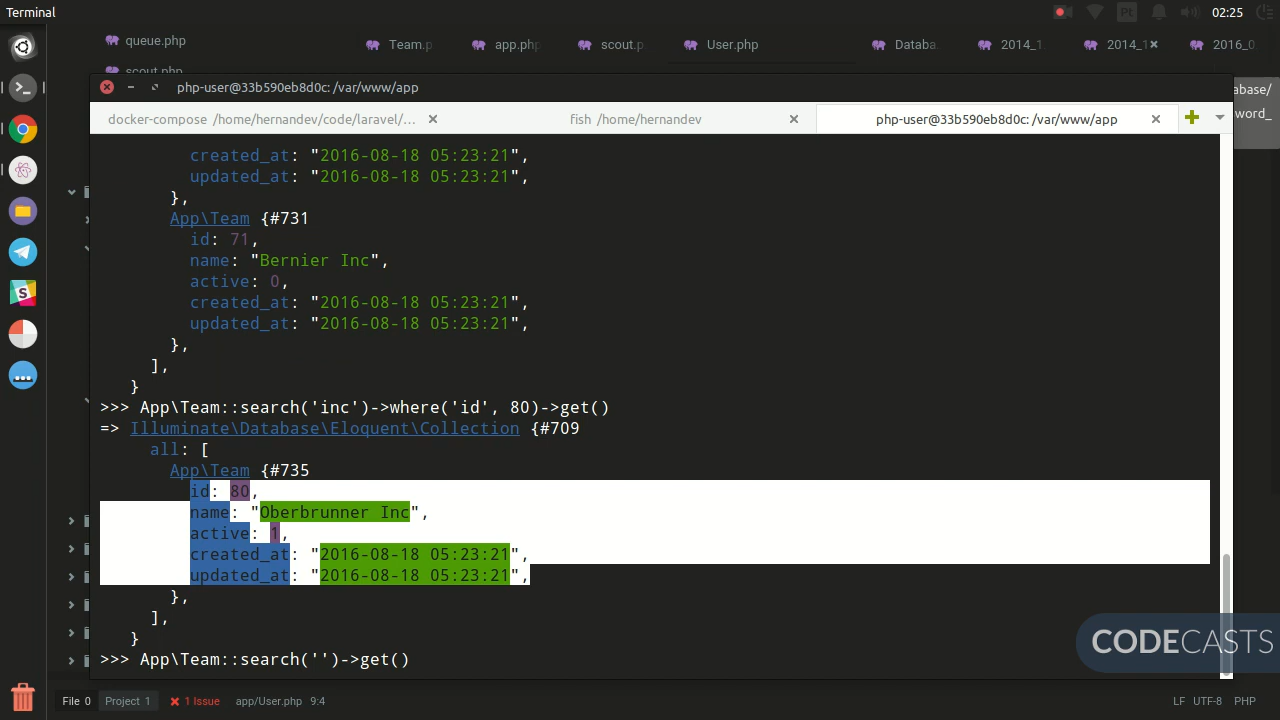 Terminal
Pt
02:25
queue.php
Team.p
app.php
scout.p
User.php
Databa
2014_1
2014_1
2016_0
scout.php
php-user@33b590eb8d0c: /var/www/app
abase/
docker-compose /home/hernandev/code/laravel/...
fish /home/hernandev
php-user@33b590eb8d0c: /var/www/app
word_
created_at: "2016-08-18 05:23:21",
updated_at: "2016-08-18 05:23:21",
},
App\Team {#731
id: 71,
name: "Bernier Inc",
active: 0,
created_at: "2016-08-18 05:23:21",
updated_at: "2016-08-18 05:23:21",
},
],
}
>>> App\Team::search('inc')->where('id', 80)->get()
=> Illuminate\Database\Eloquent\Collection {#709
all: [
App\Team {#735
id: 80,
name: "Oberbrunner Inc",
active: 1,
created_at: "2016-08-18 05:23:21",
updated_at: "2016-08-18 05:23:21",
},
],
}
>>> App\Team::search('')->get()
CODECASTS
File 0
Project 1
1 Issue
app/User.php
9:4
LF
UTF-8
PHP